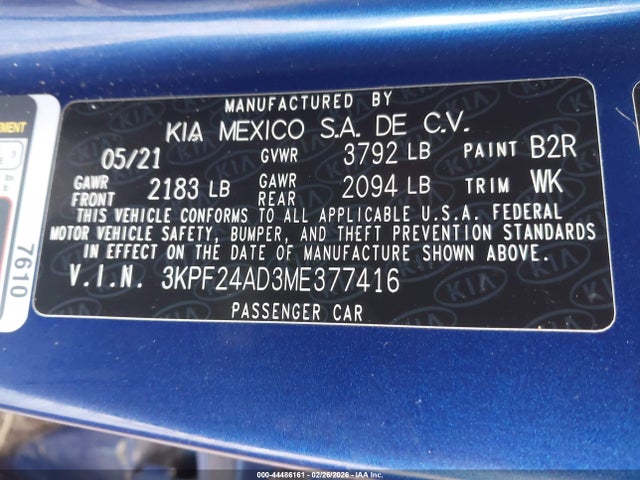 MANUFACTURED BY
KIA MEXICO S.A. DE C.V.
05/21 GVWR 3792 LB PAINT B2R
GAWR FRONT 2183 LB GAWR REAR 2094 LB TRIM WK
THIS VEHICLE CONFORMS TO ALL APPLICABLE U.S.A. FEDERAL
MOTOR VEHICLE SAFETY, BUMPER, AND THEFT PREVENTION STANDARDS
IN EFFECT ON THE DATE OF MANUFACTURE SHOWN ABOVE.
V.I.N. 3KPF24AD3ME377416
PASSENGER CAR
7610
000-44486161 - 02/26/2026 - IAA Inc.